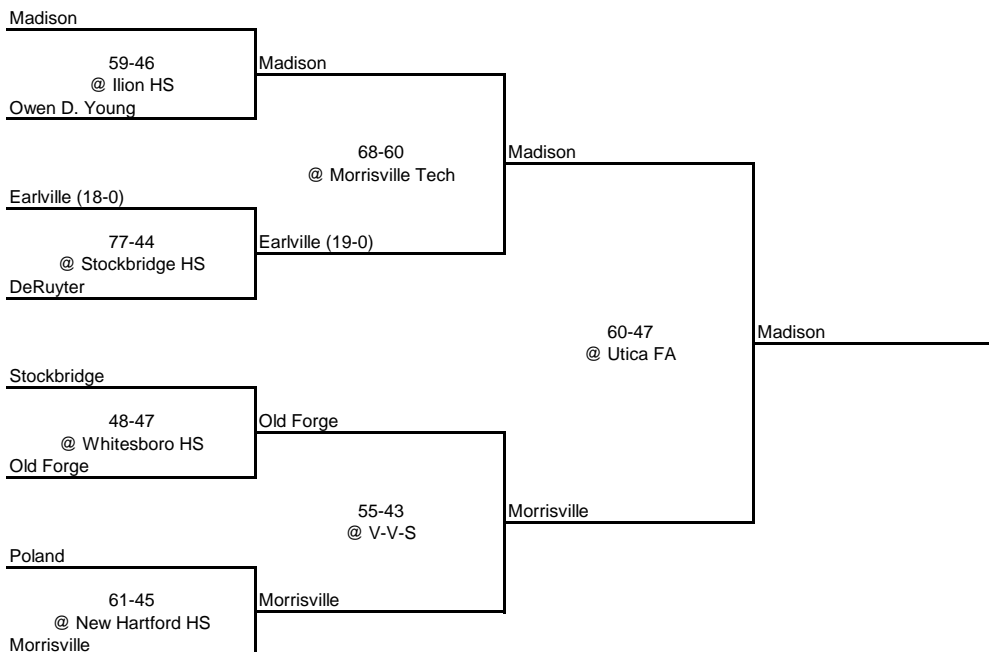 Madison
59-46
@ Ilion HS
Madison
Owen D. Young
68-60
@ Morrisville Tech
Madison
Earlville (18-0)
77-44
@ Stockbridge HS
Earlville (19-0)
DeRuyter
60-47
@ Utica FA
Madison
Stockbridge
48-47
@ Whitesboro HS
Old Forge
Old Forge
55-43
@ V-V-S
Morrisville
Poland
61-45
@ New Hartford HS
Morrisville
Morrisville